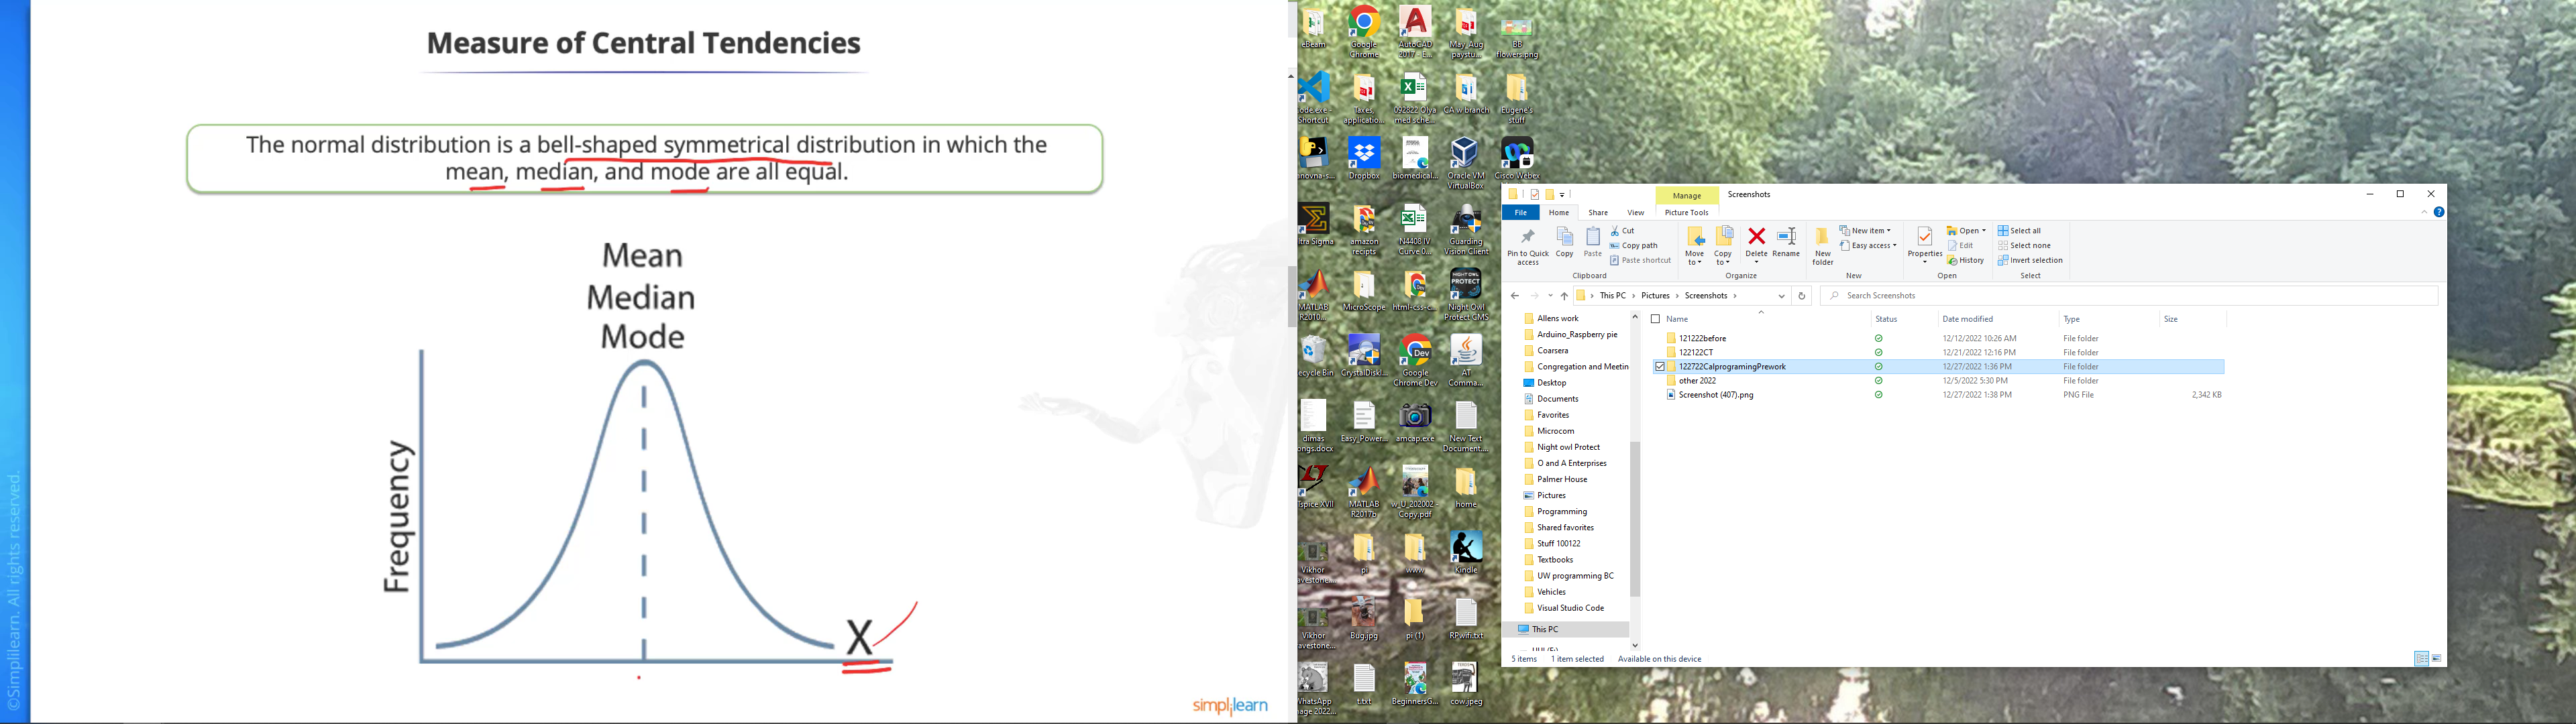 Measure of Central Tendencies
The normal distribution is a bell-shaped symmetrical distribution in which the
mean, median, and mode are all equal.
Mean
Median
Mode
Frequency
X
©Simplilearn. All rights reserved.
simplilearn
eBeam
Google
Chrome
AutoCAD
2017 - E...
May_Aug
paystu...
BB
flowers.png
ode.exe -
Shortcut
Taxes,
applicatio...
092822 Olya
med sche...
CA w branch
Eugene's
stuff
anovna-s...
Dropbox
biomedical...
Oracle VM
VirtualBox
Cisco Webex
ltra Sigma
amazon
recipts
N4408 IV
Curve 0...
Guarding
Vision Client
MATLAB
R2010...
MicroScope
html-css-c...
NIGHT OWL
PROTECT
Night Owl
Protect GMS
ecycle Bin
CrystalDiskI...
Dev
Google
Chrome Dev
AT
Comma...
dimas
ongs.docx
Easy_Power...
amcap.exe
New Text
Document...
Tspice XVII
MATLAB
R2017b
w_U_202002 -
Copy.pdf
home
Vikhor
avestone...
pi
www
Kindle
Vikhor
avestone...
Bug.jpg
pi (1)
RPwifi.txt
WhatsApp
age 2022...
t.txt
BeginnersG...
cow.jpeg
Manage
Screenshots
File
Home
Share
View
Picture Tools
Pin to Quick
access
Copy
Paste
Cut
Copy path
Paste shortcut
Clipboard
Move
to
Copy
to
Delete
Rename
Organize
New
folder
New item
Easy access
New
Properties
Open
Edit
History
Open
Select all
Select none
Invert selection
Select
This PC > Pictures > Screenshots >
Search Screenshots
Allens work
Arduino_Raspberry pie
Coarsera
Congregation and Meetin
Desktop
Documents
Favorites
Microcom
Night owl Protect
O and A Enterprises
Palmer House
Pictures
Programming
Shared favorites
Stuff 100122
Textbooks
UW programming BC
Vehicles
Visual Studio Code
This PC
Name Status Date modified Type Size
121222before 12/12/2022 10:26 AM File folder
122122CT 12/21/2022 12:16 PM File folder
122722CalprogramingPrework 12/27/2022 1:36 PM File folder
other 2022 12/5/2022 5:30 PM File folder
Screenshot (407).png 12/27/2022 1:38 PM PNG File 2,342 KB
5 items 1 item selected Available on this device